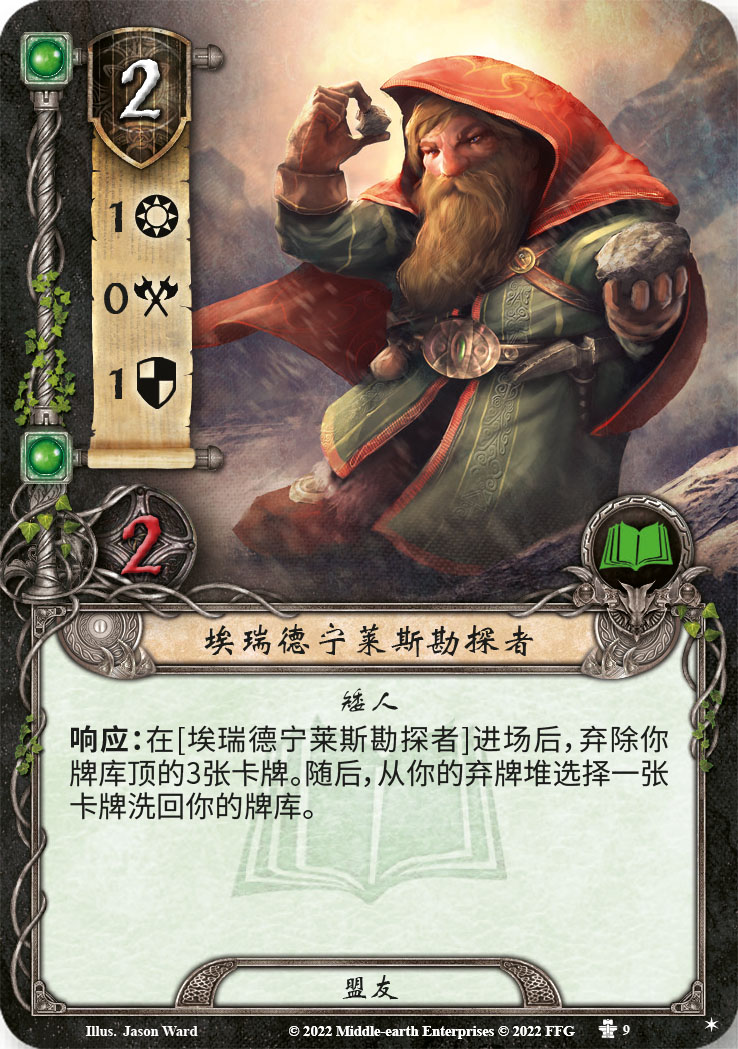 2
1
0
1
2
埃瑞德宁莱斯勘探者
矮人
响应：在[埃瑞德宁莱斯勘探者]进场后，弃除你
牌库顶的3张卡牌。随后，从你的弃牌堆选择一张
卡牌洗回你的牌库。
盟友
Illus. Jason Ward
© 2022 Middle-earth Enterprises © 2022 FFG
9